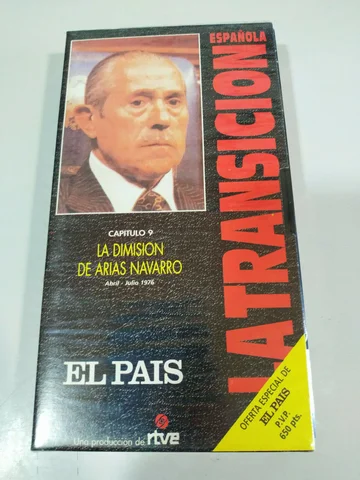 ESPAÑOLA
LA TRANSICION
CAPITULO 9
LA DIMISION
DE ARIAS NAVARRO
Abril - Julio 1976
EL PAIS
Una producción de rtve
OFERTA ESPECIAL DE
EL PAIS
P.V.P.
650 pts.